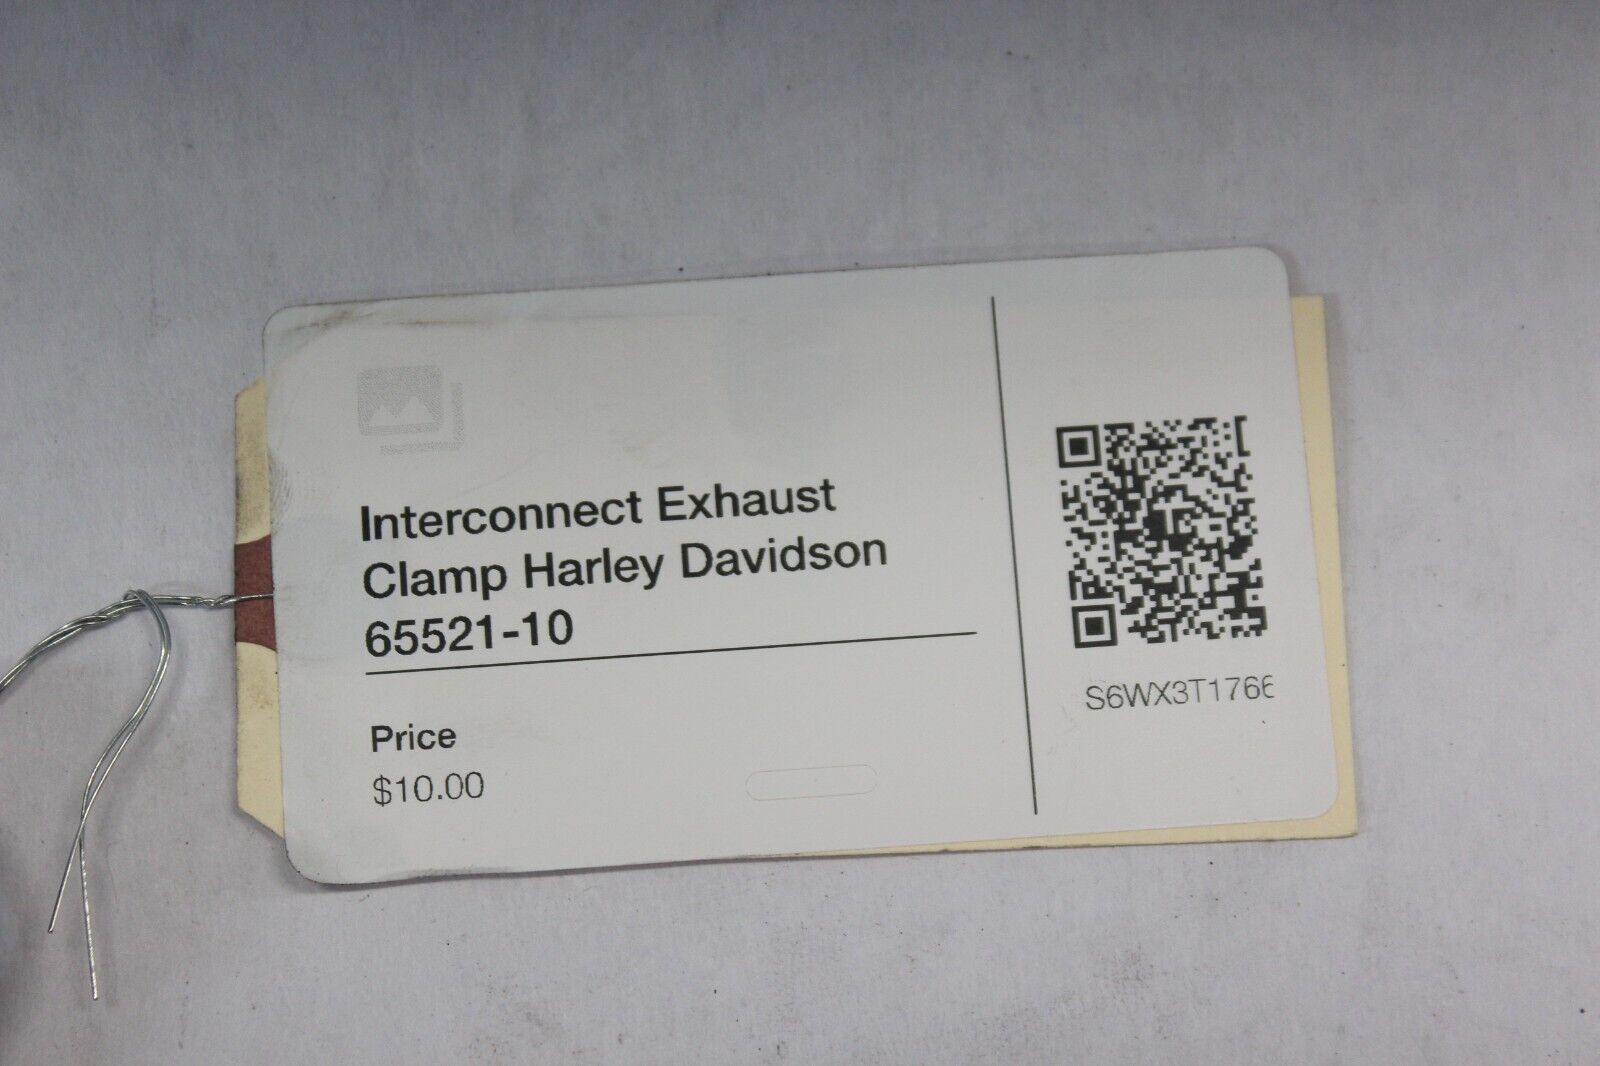 Interconnect Exhaust
Clamp Harley Davidson
65521-10
Price
$10.00
S6WX3T1766